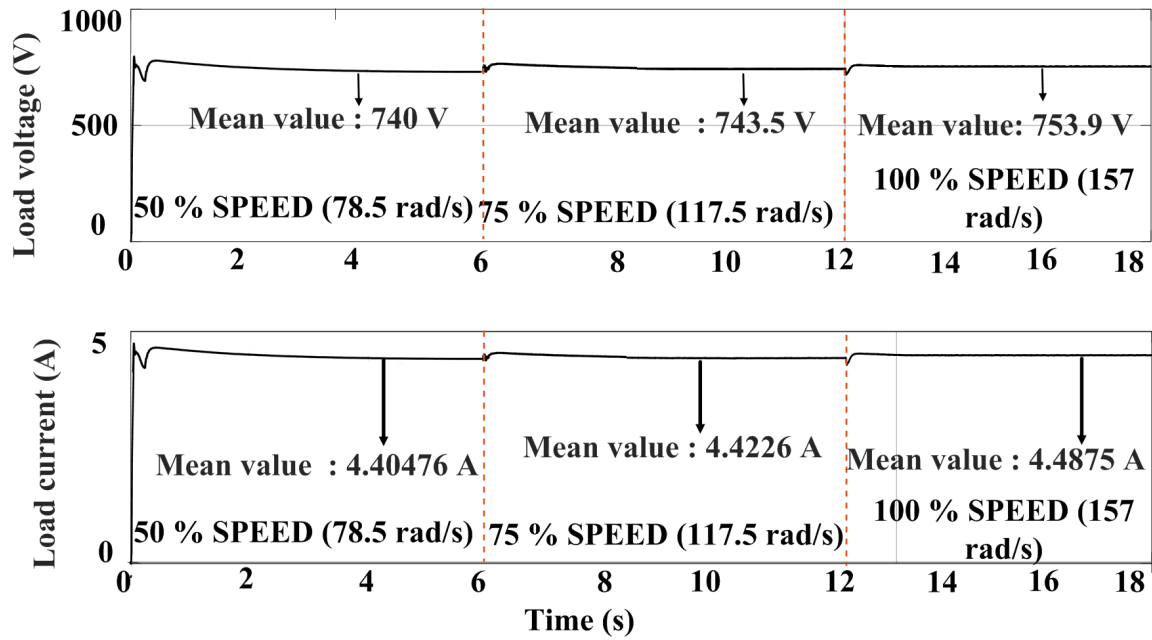 Load voltage (V)
1000
500
0
Mean value : 740 V
Mean value : 743.5 V
Mean value: 753.9 V
50 % SPEED (78.5 rad/s)
75 % SPEED (117.5 rad/s)
100 % SPEED (157
rad/s)
0 2 4 6 8 10 12 14 16 18
Load current (A)
5
0
Mean value : 4.40476 A
Mean value : 4.4226 A
Mean value : 4.4875 A
50 % SPEED (78.5 rad/s)
75 % SPEED (117.5 rad/s)
100 % SPEED (157
rad/s)
0 2 4 6 8 10 12 14 16 18
Time (s)